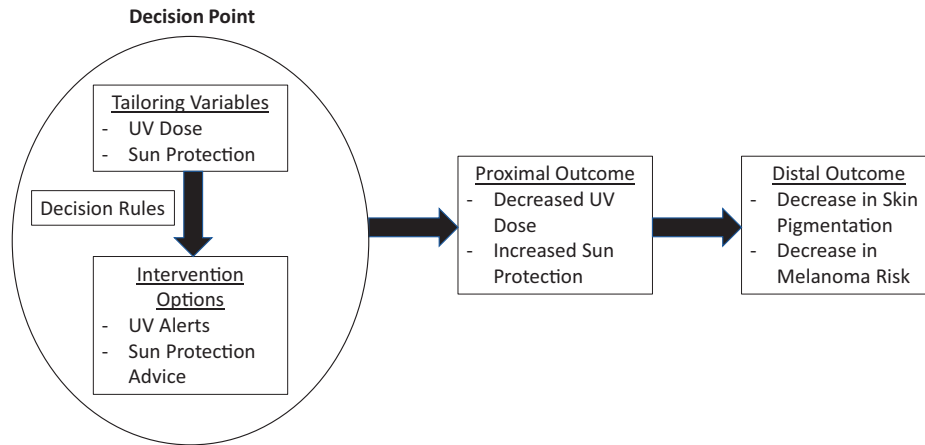 Decision Point
Tailoring Variables
- UV Dose
- Sun Protection
Decision Rules
Intervention
Options
- UV Alerts
- Sun Protection
Advice
Proximal Outcome
- Decreased UV
Dose
- Increased Sun
Protection
Distal Outcome
- Decrease in Skin
Pigmentation
- Decrease in
Melanoma Risk